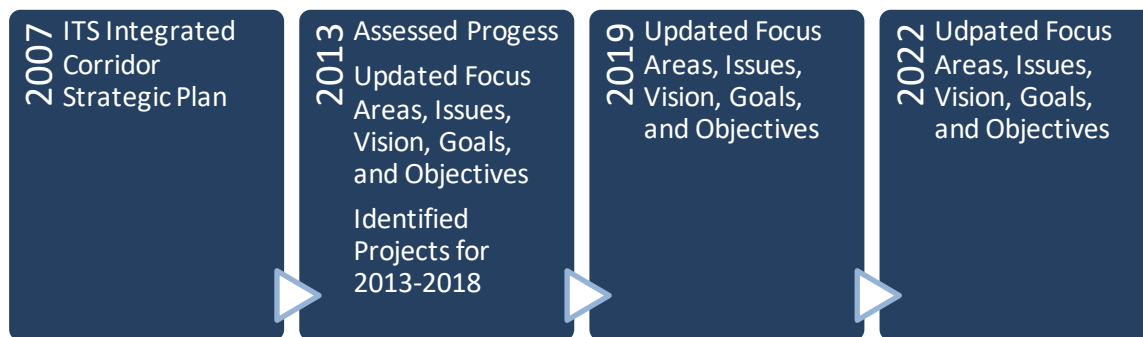 2007
ITS Integrated
Corridor
Strategic Plan
2013
Assessed Progess
Updated Focus
Areas, Issues,
Vision, Goals,
and Objectives
Identified
Projects for
2013-2018
2019
Updated Focus
Areas, Issues,
Vision, Goals,
and Objectives
2022
Udpated Focus
Areas, Issues,
Vision, Goals,
and Objectives